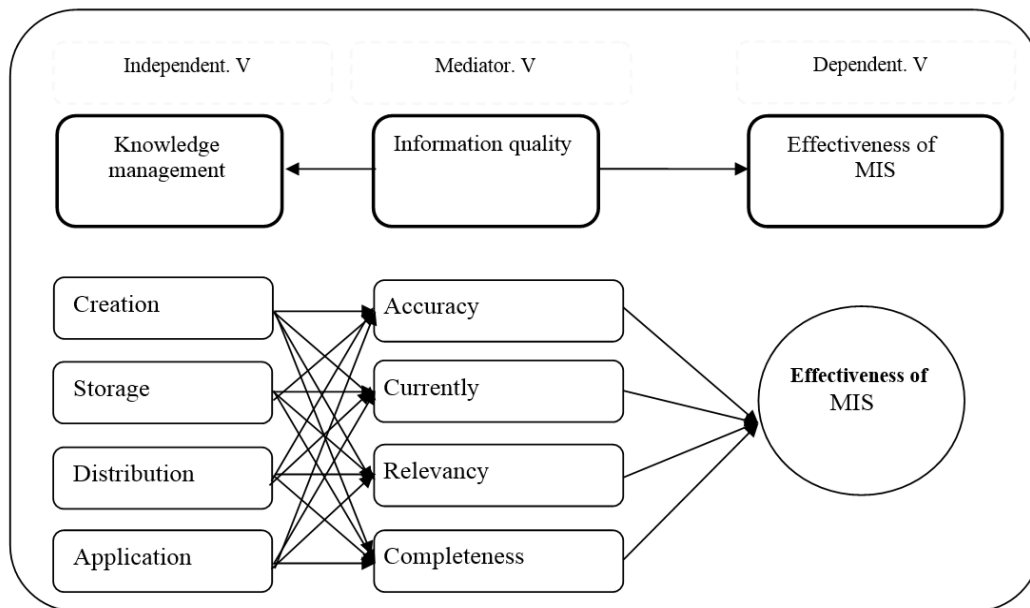 Independent. V
Mediator. V
Dependent. V
Knowledge
management
Information quality
Effectiveness of
MIS
Creation
Accuracy
Storage
Currently
Distribution
Relevancy
Application
Completeness
Effectiveness of
MIS